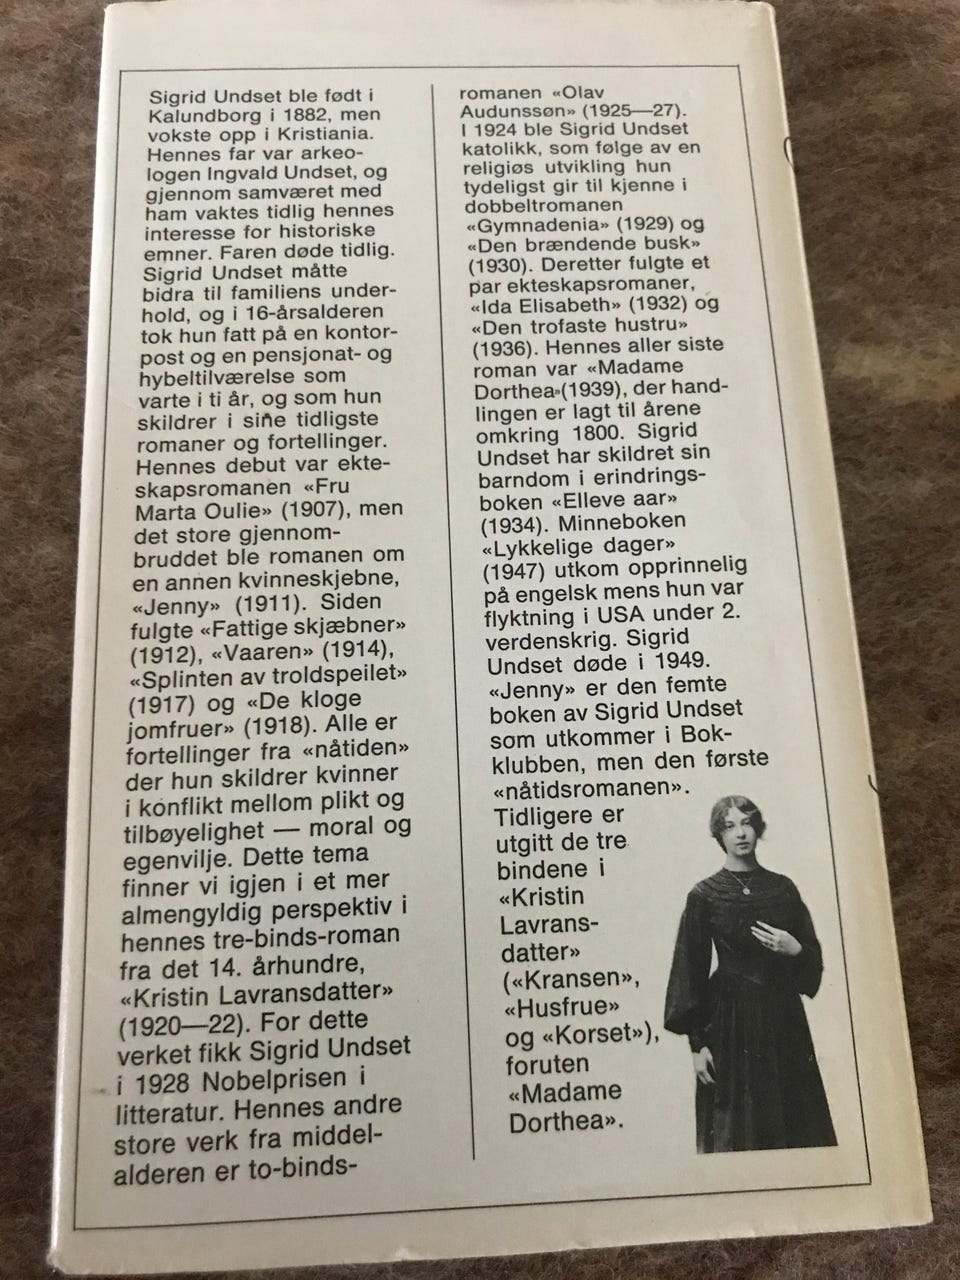 Sigrid Undset ble født i
Kalundborg i 1882, men
vokste opp i Kristiania.
Hennes far var arkeo-
logen Ingvald Undset, og
gjennom samværet med
ham vaktes tidlig hennes
interesse for historiske
emner. Faren døde tidlig.
Sigrid Undset måtte
bidra til familiens under-
hold, og i 16-årsalderen
tok hun fatt på en kontor-
post og en pensjonat- og
hybeltilværelse som
varte i ti år, og som hun
skildrer i sine tidligste
romaner og fortellinger.
Hennes debut var ekte-
skapsromanen «Fru
Marta Oulie» (1907), men
det store gjennom-
bruddet ble romanen om
en annen kvinneskjebne,
«Jenny» (1911). Siden
fulgte «Fattige skjæbner»
(1912), «Vaaren» (1914),
«Splinten av troldspeilet»
(1917) og «De kloge
jomfruer» (1918). Alle er
fortellinger fra «nåtiden»
der hun skildrer kvinner
i konflikt mellom plikt og
tilbøyelighet — moral og
egenvilje. Dette tema
finner vi igjen i et mer
almengyldig perspektiv i
hennes tre-binds-roman
fra det 14. århundre,
«Kristin Lavransdatter»
(1920—22). For dette
verket fikk Sigrid Undset
i 1928 Nobelprisen i
litteratur. Hennes andre
store verk fra middel-
alderen er to-binds-
romanen «Olav
Audunssøn» (1925—27).
I 1924 ble Sigrid Undset
katolikk, som følge av en
religiøs utvikling hun
tydeligst gir til kjenne i
dobbeltromanen
«Gymnadenia» (1929) og
«Den brændende busk»
(1930). Deretter fulgte et
par ekteskapsromaner,
«Ida Elisabeth» (1932) og
«Den trofaste hustru»
(1936). Hennes aller siste
roman var «Madame
Dorthea»(1939), der hand-
lingen er lagt til årene
omkring 1800. Sigrid
Undset har skildret sin
barndom i erindrings-
boken «Elleve aar»
(1934). Minneboken
«Lykkelige dager»
(1947) utkom opprinnelig
på engelsk mens hun var
flyktning i USA under 2.
verdenskrig. Sigrid
Undset døde i 1949.
«Jenny» er den femte
boken av Sigrid Undset
som utkommer i Bok-
klubben, men den første
«nåtidsromanen».
Tidligere er
utgitt de tre
bindene i
«Kristin
Lavrans-
datter»
(«Kransen»,
«Husfrue»
og «Korset»),
foruten
«Madame
Dorthea».